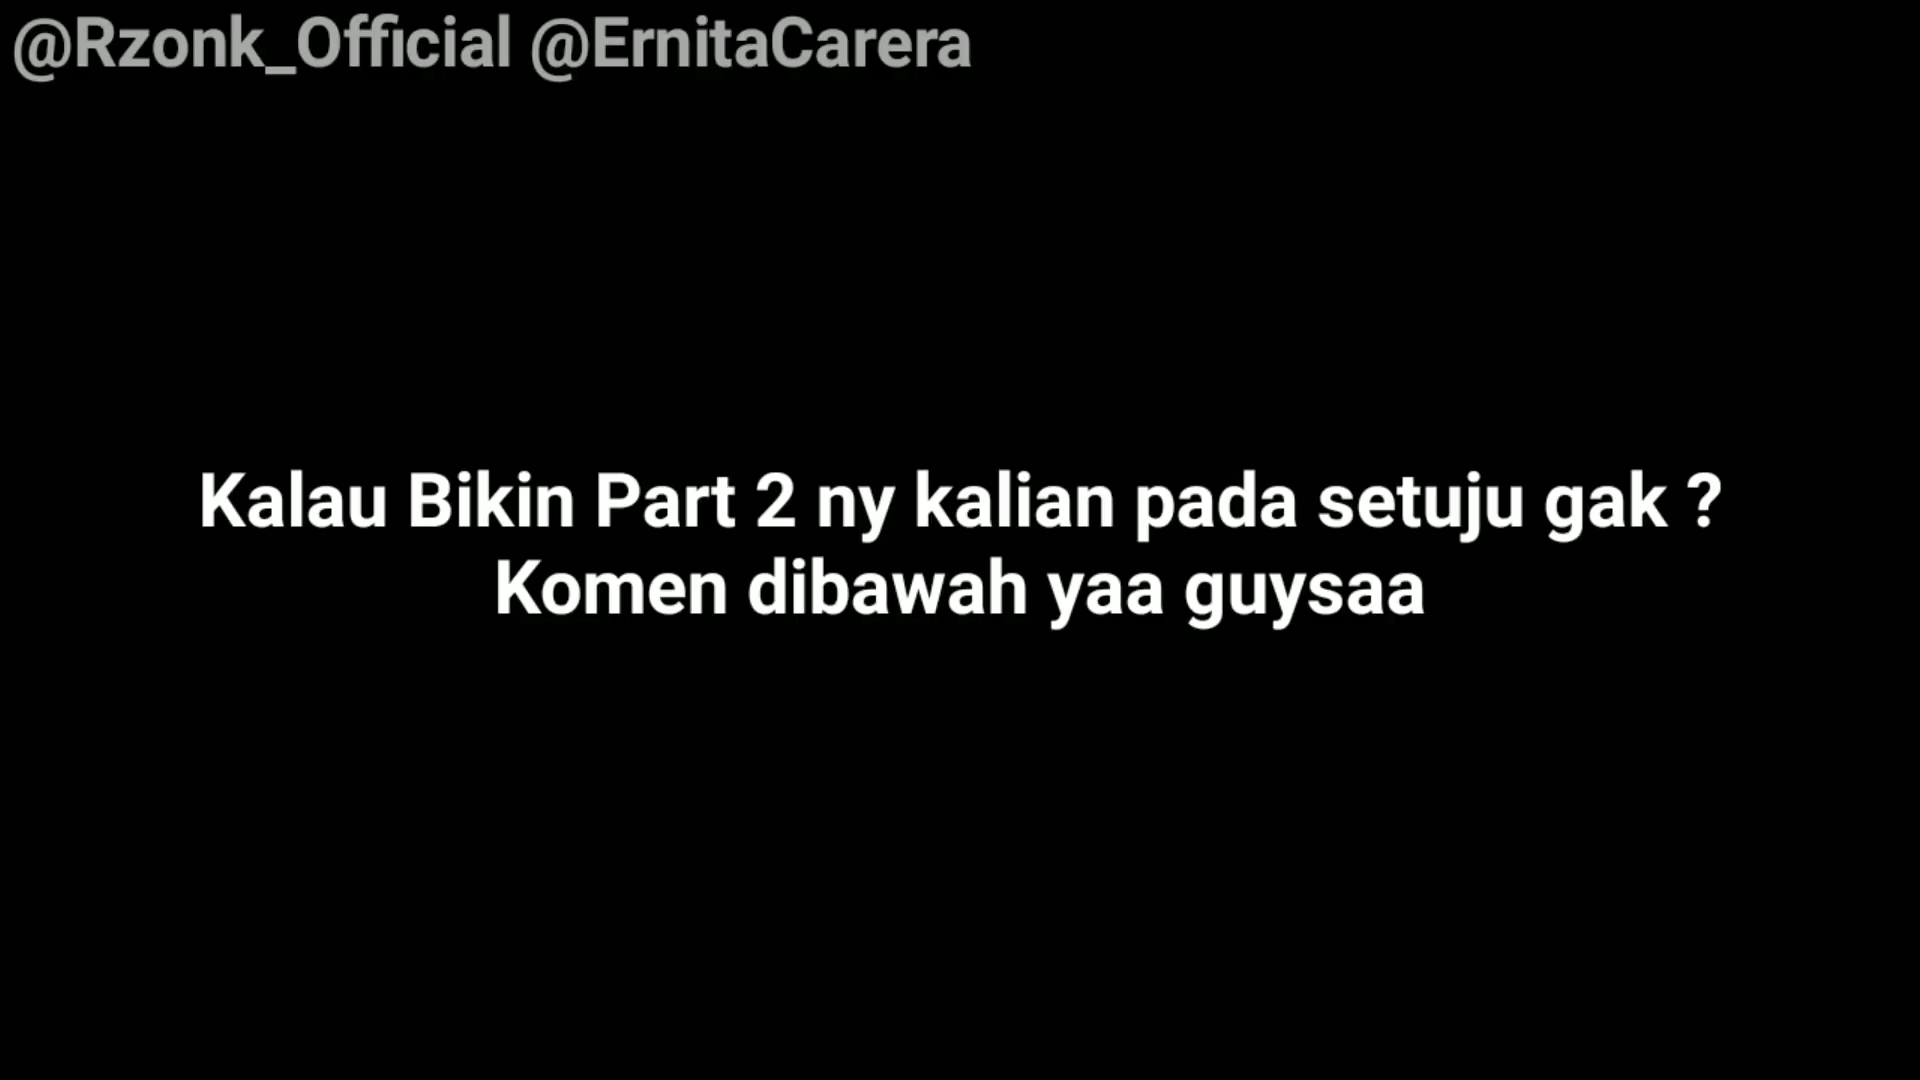 @Rzonk_Official @ErnitaCarera
Kalau Bikin Part 2 ny kalian pada setuju gak ?
Komen dibawah yaa guysaa